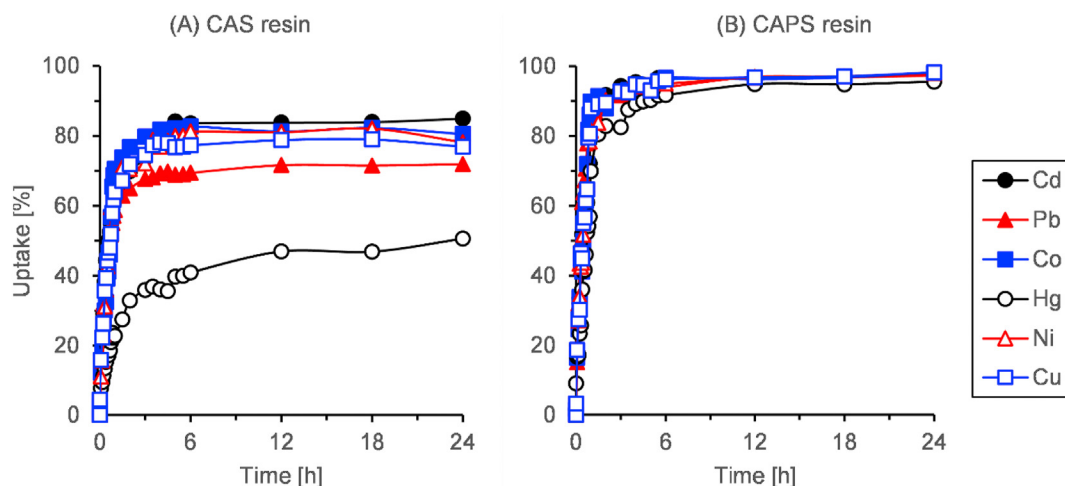 (A) CAS resin
(B) CAPS resin
Uptake [%]
100
80
60
40
20
0
0 6 12 18 24
Time [h]
100
80
60
40
20
0
0 6 12 18 24
Time [h]
Cd
Pb
Co
Hg
Ni
Cu